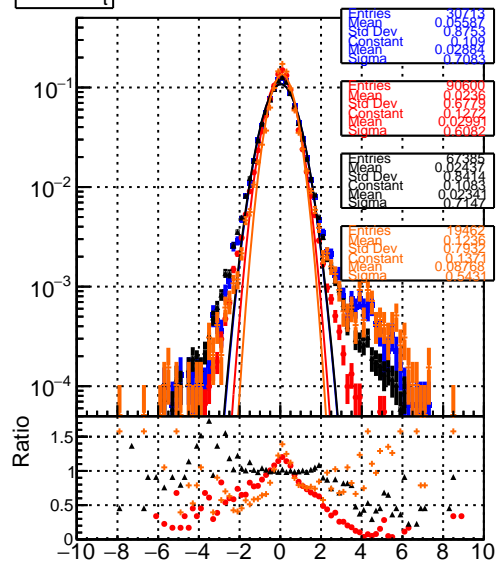 t
Entries 30713
Mean 0.05587
Std Dev 0.8753
Constant 0.109
Mean 0.02884
Sigma 0.7083
Entries 90600
Mean 0.0236
Std Dev 0.6779
Constant 0.1272
Mean 0.02991
Sigma 0.6082
Entries 67385
Mean 0.02437
Std Dev 0.8414
Constant 0.1083
Mean 0.02341
Sigma 0.7147
Entries 19462
Mean 0.1236
Std Dev 0.7932
Constant 0.1371
Mean 0.08768
Sigma 0.5431
10⁻¹
10⁻²
10⁻³
10⁻⁴
Ratio
1.5
1
0.5
0
−10 −8 −6 −4 −2 0 2 4 6 8 10